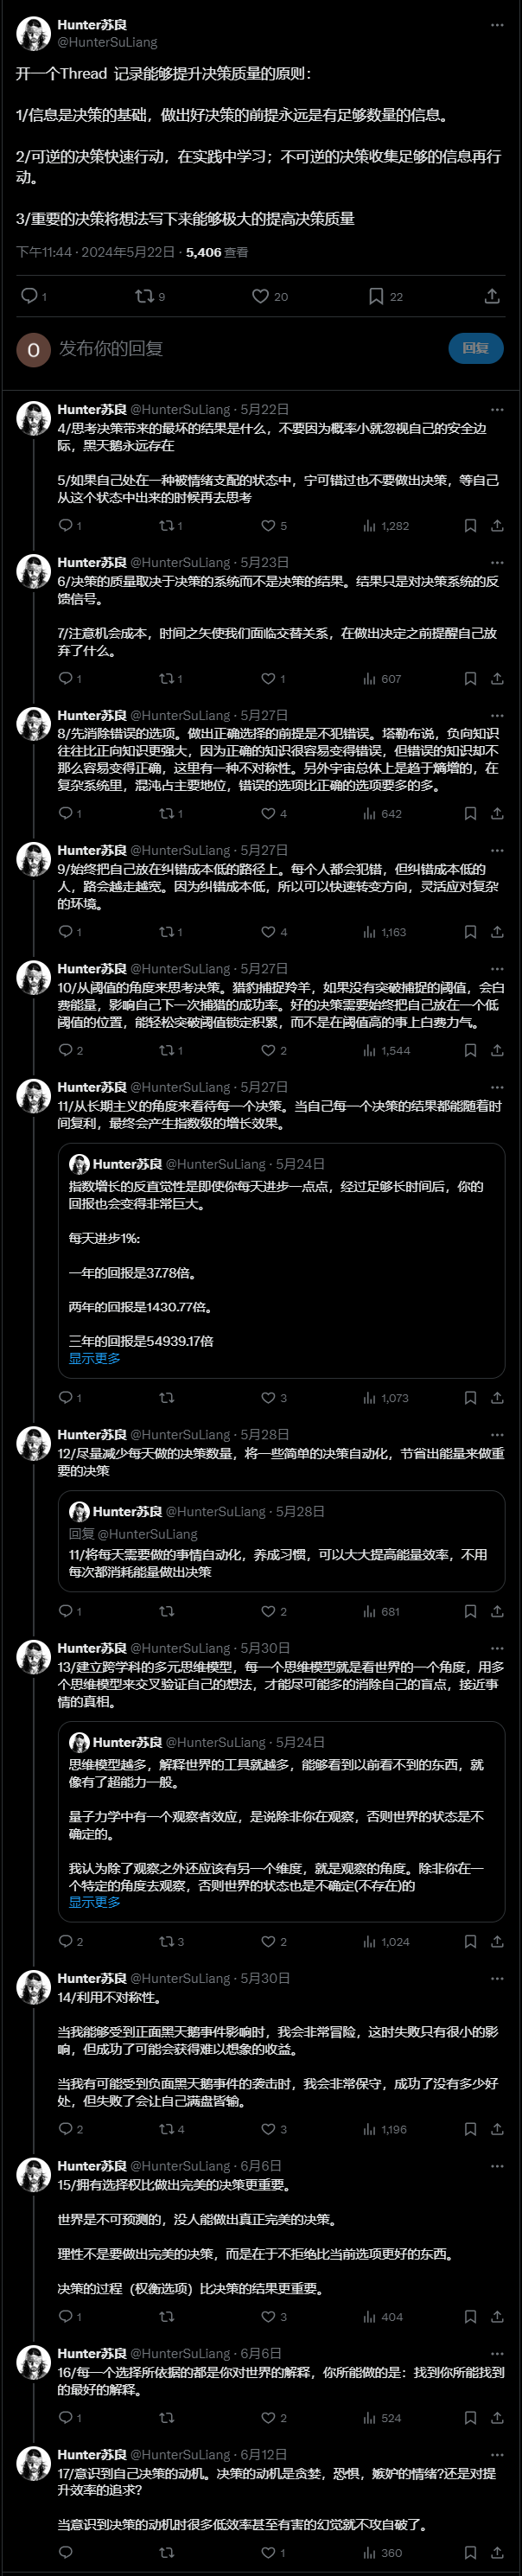 Hunter苏良
@HunterSuLiang
开一个Thread 记录能够提升决策质量的原则：
1/信息是决策的基础，做出好决策的前提永远是有足够数量的信息。
2/可逆的决策快速行动，在实践中学习；不可逆的决策收集足够的信息再行
动。
3/重要的决策将想法写下来能够极大的提高决策质量
下午11:44 · 2024年5月22日 · 5,406 查看
1 9 20 22
O 发布你的回复 回复
Hunter苏良 @HunterSuLiang · 5月22日
4/思考决策带来的最坏的结果是什么，不要因为概率小就忽视自己的安全边
际，黑天鹅永远存在
5/如果自己处在一种被情绪支配的状态中，宁可错过也不要做出决策，等自己
从这个状态中出来的时候再去思考
1 1 5 1,282
Hunter苏良 @HunterSuLiang · 5月23日
6/决策的质量取决于决策的系统而不是决策的结果。结果只是对决策系统的反
馈信号。
7/注意机会成本，时间之矢使我们面临交替关系，在做出决定之前提醒自己放
弃了什么。
1 1 1 607
Hunter苏良 @HunterSuLiang · 5月27日
8/先消除错误的选项。做出正确选择的前提是不犯错。塔勒布说，负向知识
往往比正向知识更强大，因为正确的知识很容易变得错误，但错误的知识却不
那么容易变得正确，这里有一种不对称性。另外宇宙总体上是趋于熵增的，在
复杂系统里，混沌占主要地位，错误的选项比正确的选项要多的多。
1 1 4 642
Hunter苏良 @HunterSuLiang · 5月27日
9/始终把自己放在纠错成本低的路径上。每个人都会犯错，但纠错成本低的
人，路会越走越宽。因为纠错成本低，所以可以快速转变方向，灵活应对复杂
的环境。
1 1 4 1,163
Hunter苏良 @HunterSuLiang · 5月27日
10/从阈值的角度来思考决策。猎豹捕捉羚羊，如果没有突破捕捉的阈值，会白
费能量，影响自己下一次捕猎的成功率。好的决策需要始终把自己放在一个低
阈值的位置，能轻松突破阈值锁定积累，而不是在阈值高的事上白费力气。
2 1 2 1,544
Hunter苏良 @HunterSuLiang · 5月27日
11/从长期主义的角度来看待每一个决策。当自己每一个决策的结果都能随着时
间复利，最终会产生指数级的增长效果。
Hunter苏良 @HunterSuLiang · 5月24日
指数增长的反直觉性是即使你每天进步一点点，经过足够长时间后，你的
回报也会变得非常巨大。
每天进步1%:
一年的回报是37.78倍。
两年的回报是1430.77倍。
三年的回报是54939.17倍
显示更多
1 3 1,073
Hunter苏良 @HunterSuLiang · 5月28日
12/尽量减少每天做的决策数量，将一些简单的决策自动化，节省出能量来做重
要的决策
Hunter苏良 @HunterSuLiang · 5月28日
回复 @HunterSuLiang
11/将每天需要做的事情自动化，养成习惯，可以大大提高能量效率，不用
每次都消耗能量做出决策
1 2 681
Hunter苏良 @HunterSuLiang · 5月30日
13/建立跨学科的多元思维模型，每一个思维模型就是看世界的一个角度，用多
个思维模型来交叉验证自己的想法，才能尽可能多的消除自己的盲点，接近事
情的真相。
Hunter苏良 @HunterSuLiang · 5月24日
思维模型越多，解释世界的工具就越多，能够看到以前看不到的东西，就
像有了超能力一般。
量子力学中有一个观察者效应，是说除非你在观察，否则世界的状态是不
确定的。
我认为除了观察之外还应该有另一个维度，就是观察的角度。除非你在一
个特定的角度去观察，否则世界的状态也是不确定(不存在)的
显示更多
2 3 2 1,024
Hunter苏良 @HunterSuLiang · 5月30日
14/利用不对称性。
当我能够受到正面黑天鹅事件影响时，我会非常冒险，这时失败只有很小的影
响，但成功了可能会获得难以想象的收益。
当我有可能受到负面黑天鹅事件的袭击时，我会非常保守，成功了没有多少好
处，但失败了会让自己满盘皆输。
2 4 3 1,196
Hunter苏良 @HunterSuLiang · 6月6日
15/拥有选择权比做出完美的决策更重要。
世界是不可预测的，没人能做出真正完美的决策。
理性不是要做出完美的决策，而是在于不拒绝比当前选项更好的东西。
决策的过程（权衡选项）比决策的结果更重要。
1 3 404
Hunter苏良 @HunterSuLiang · 6月6日
16/每一个选择所依据的都是你对世界的解释，你所能做的是：找到你所能找到
的最好的解释。
1 2 524
Hunter苏良 @HunterSuLiang · 6月12日
17/意识到自己决策的动机。决策的动机是贪婪，恐惧，嫉妒的情绪?还是对提
升效率的追求?
当意识到决策的动机时很多低效率甚至有害的幻觉就不攻自破了。
1 360